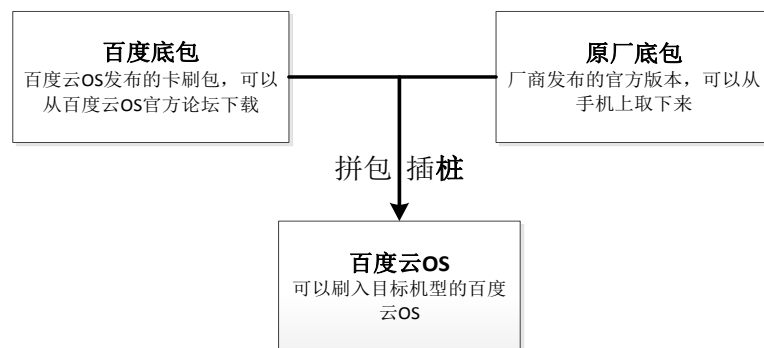 百度底包
百度云OS发布的卡刷包，可以
从百度云OS官方论坛下载
原厂底包
厂商发布的官方版本，可以从
手机上取下来
拼包 插桩
百度云OS
可以刷入目标机型的百度
云OS